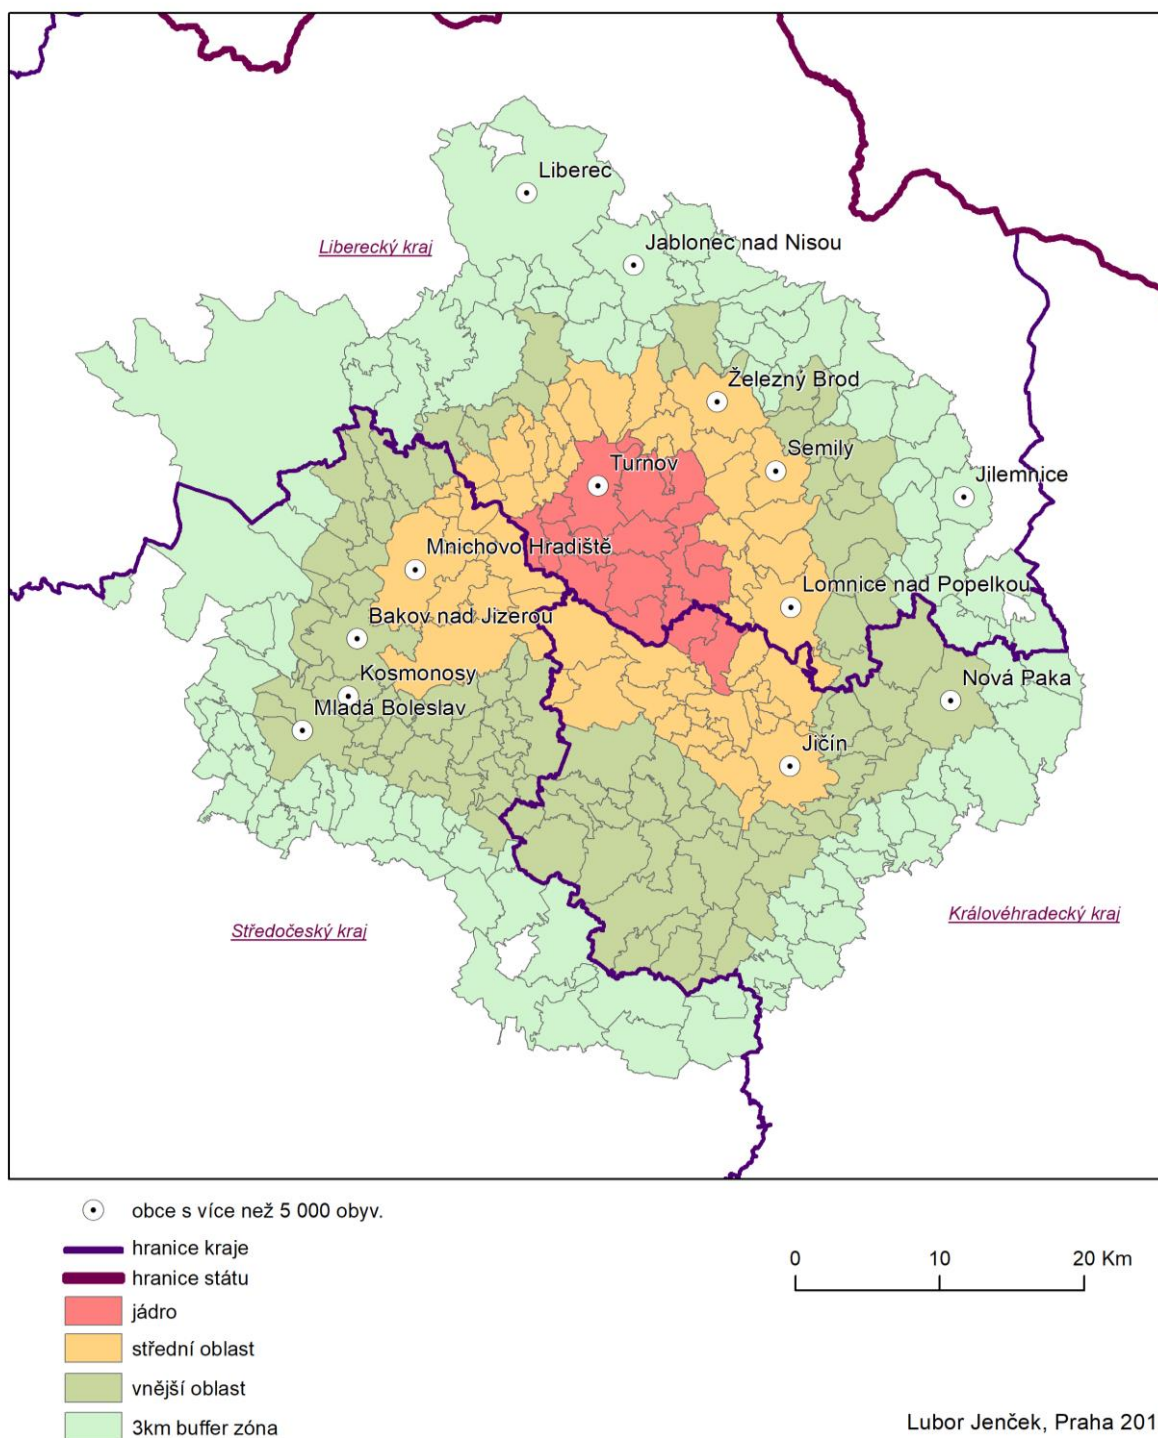 Liberec
Liberecký kraj
Jablonec nad Nisou
Železný Brod
Semily
Turnov
Jilemnice
Mnichovo Hradiště
Lomnice nad Popelkou
Bakov nad Jizerou
Kosmonosy
Nová Paka
Mladá Boleslav
Jičín
Královéhradecký kraj
Středočeský kraj
obce s více než 5 000 obyv.
hranice kraje
hranice státu
jádro
střední oblast
vnější oblast
3km buffer zóna
0 10 20 Km
Lubor Jenček, Praha 201